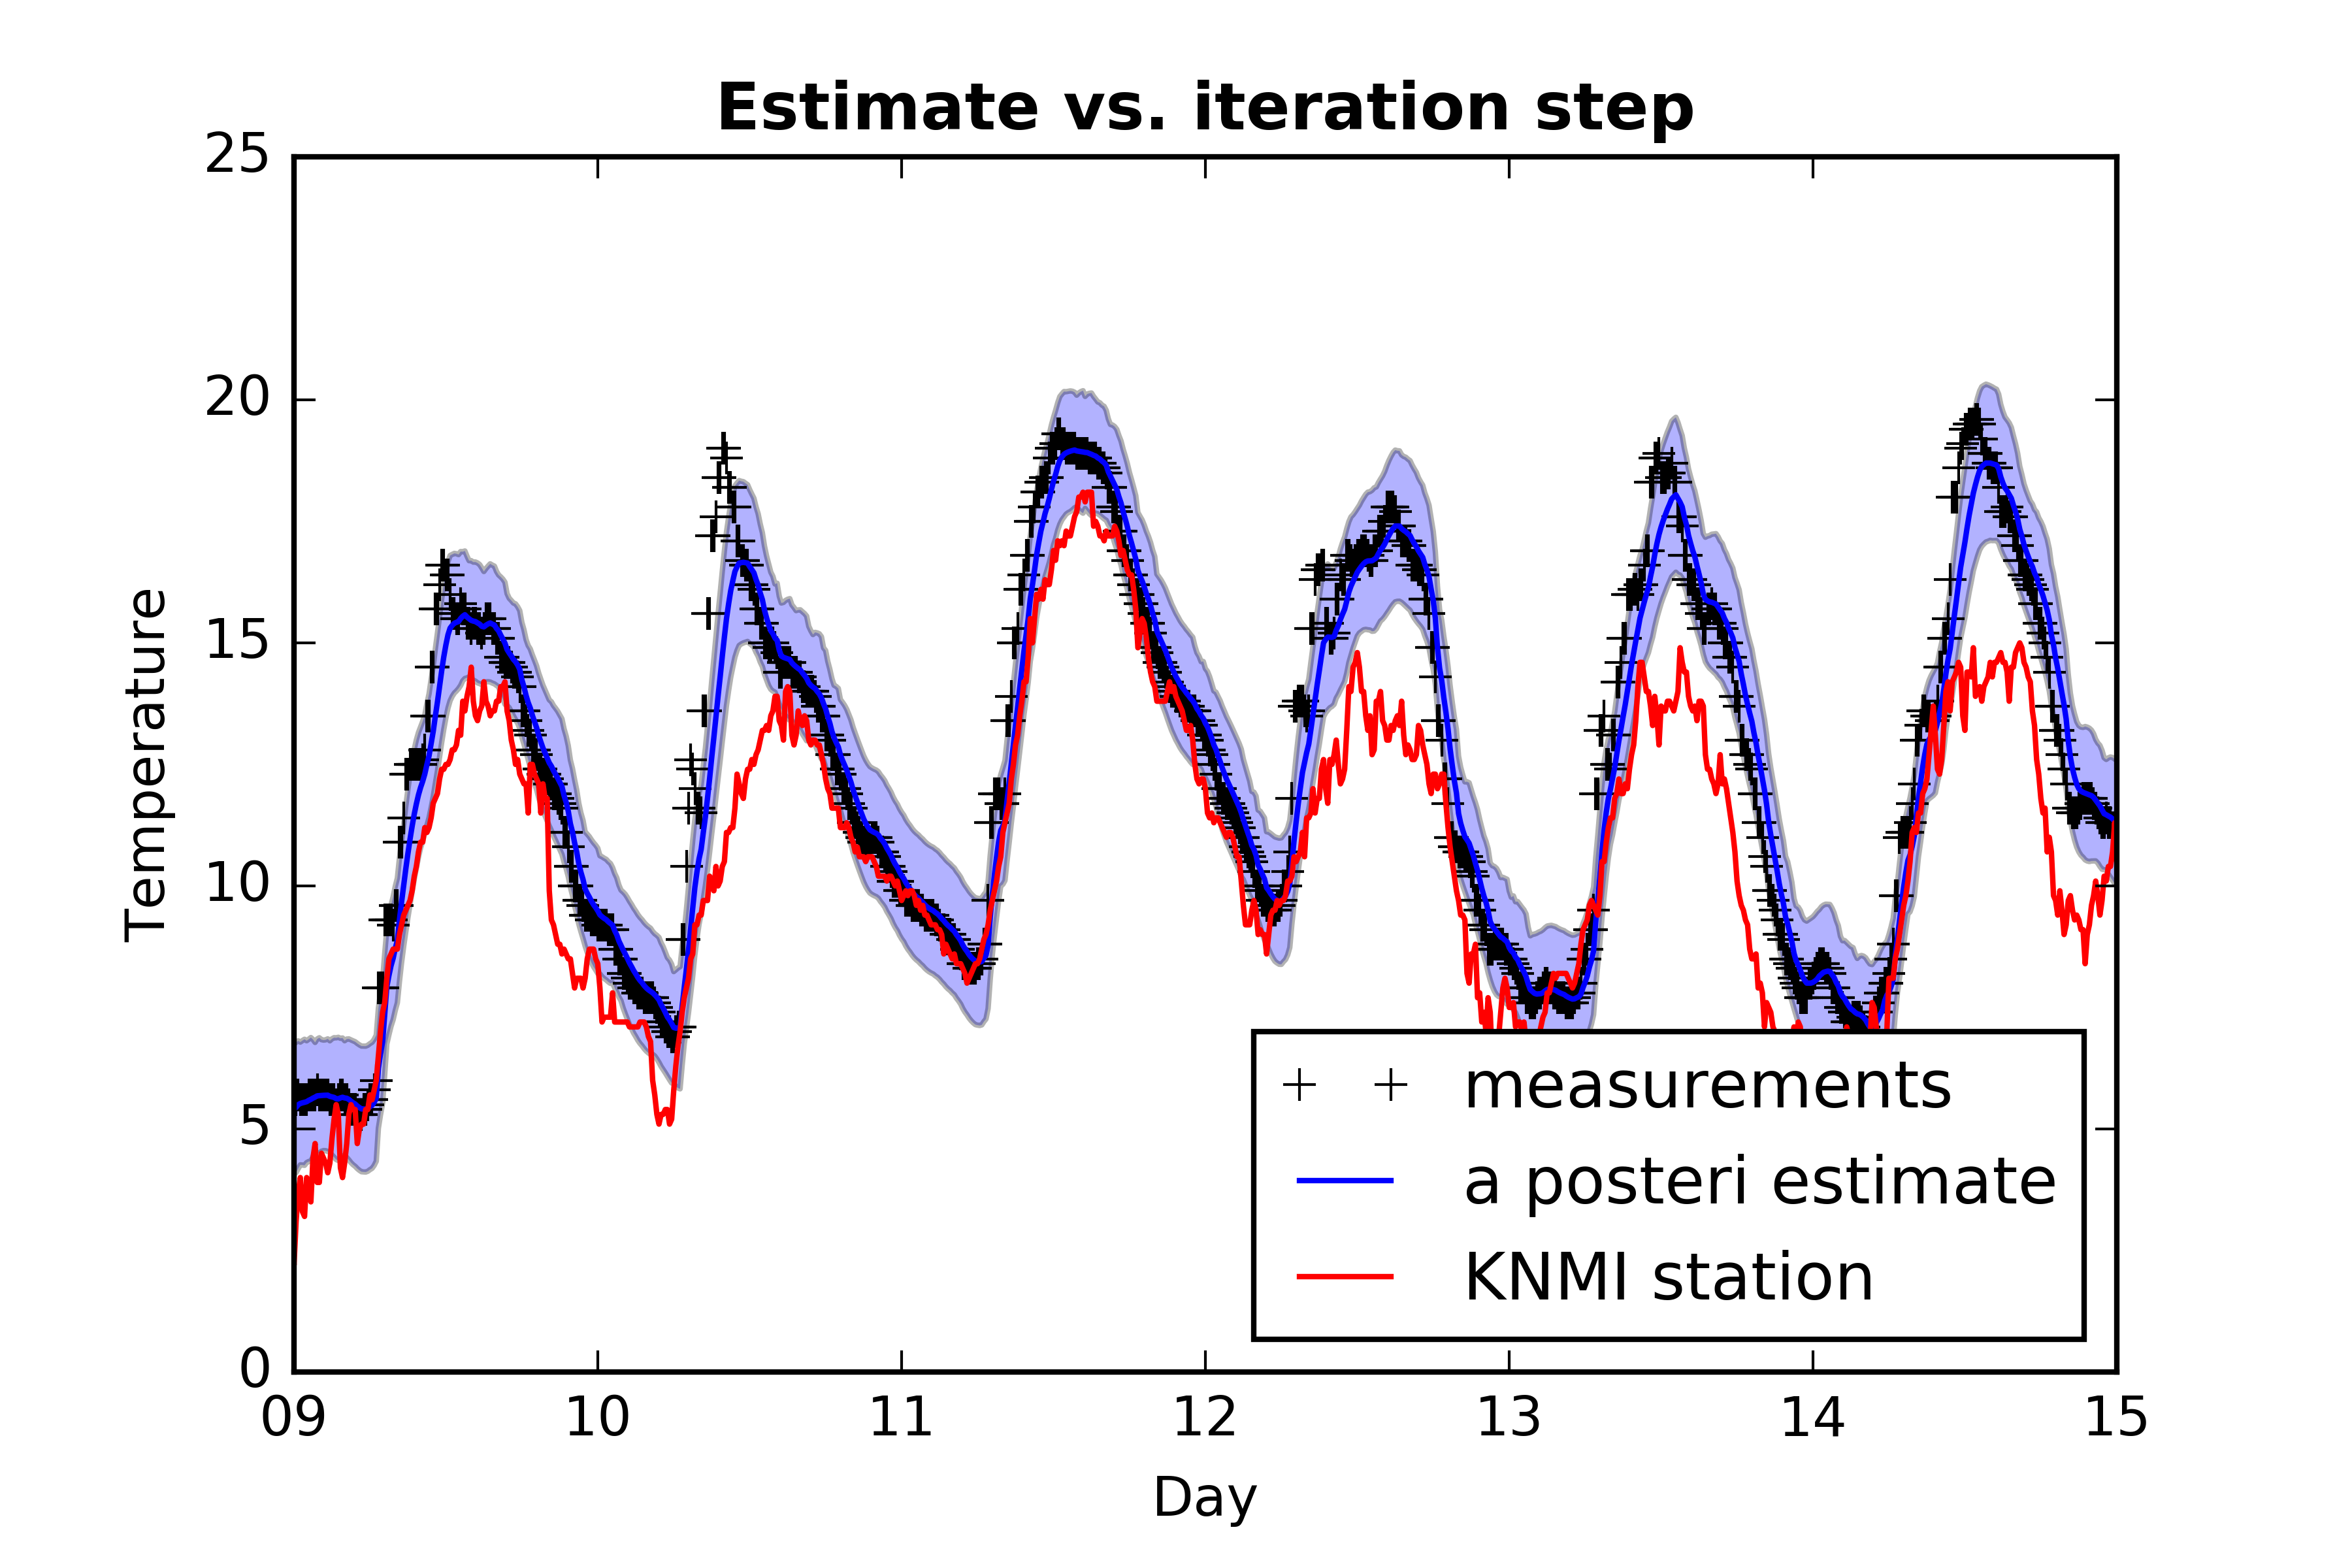 Estimate vs. iteration step
25
20
15
10
5
0
Temperature
09 10 11 12 13 14 15
Day
measurements
a posteri estimate
KNMI station